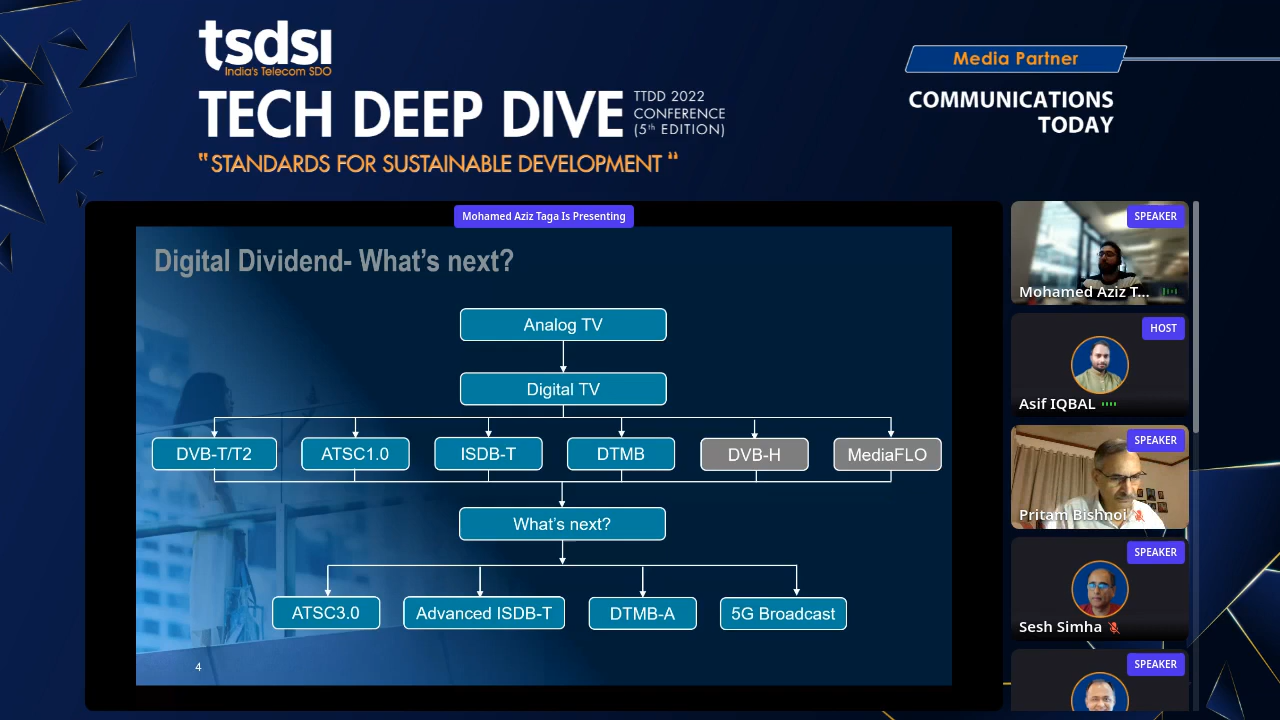 tsdsi
India's Telecom SDO
TECH DEEP DIVE
TTDD 2022
CONFERENCE
(5th EDITION)
"STANDARDS FOR SUSTAINABLE DEVELOPMENT"
Media Partner
COMMUNICATIONS
TODAY
Mohamed Aziz Taga Is Presenting
Digital Dividend- What's next?
Analog TV
Digital TV
DVB-T/T2
ATSC1.0
ISDB-T
DTMB
DVB-H
MediaFLO
What's next?
ATSC3.0
Advanced ISDB-T
DTMB-A
5G Broadcast
4
SPEAKER
Mohamed Aziz T...
HOST
Asif IQBAL
SPEAKER
Pritam Bishnoi
SPEAKER
Sesh Simha
SPEAKER